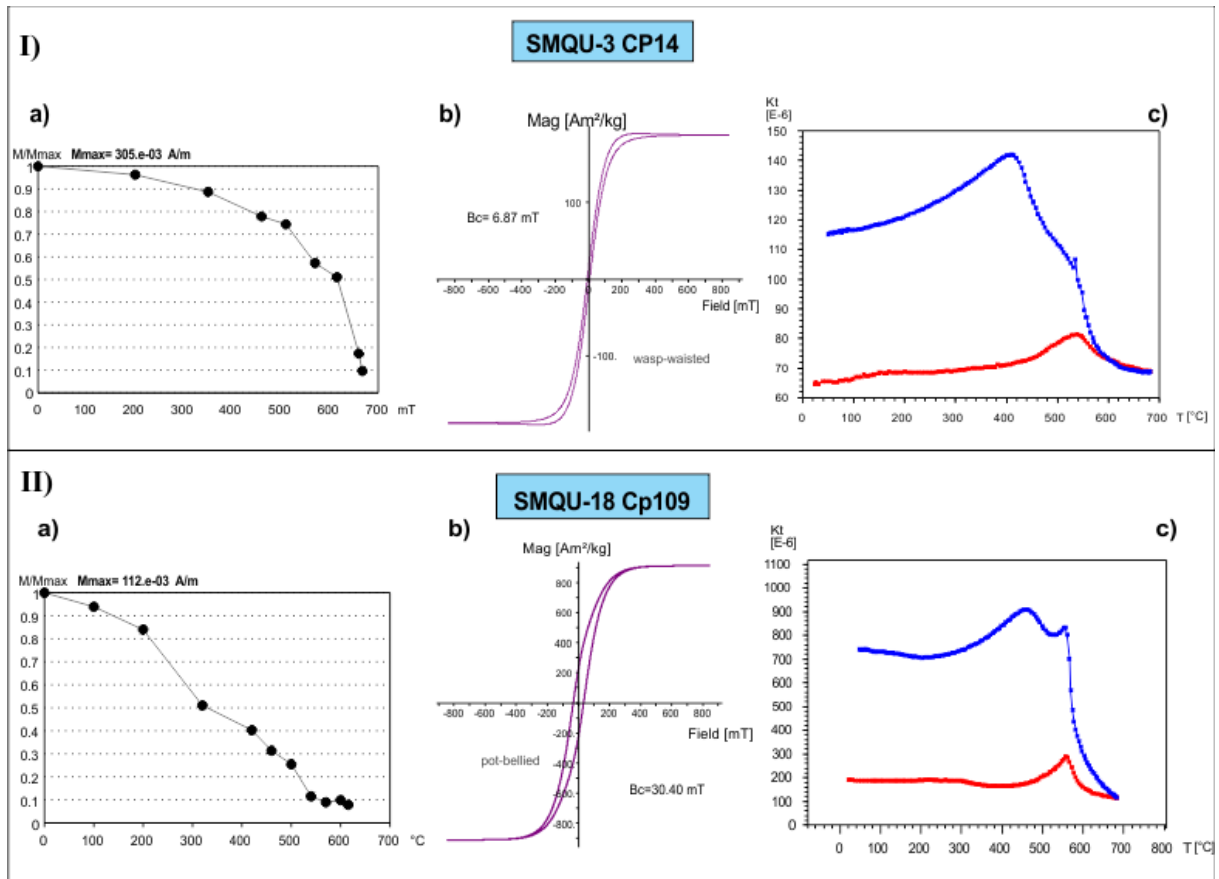 I)
SMQU-3 CP14
a)
M/Mmax Mmax= 305.e-03 A/m
1
0.9
0.8
0.7
0.6
0.5
0.4
0.3
0.2
0.1
0
0 100 200 300 400 500 600 700 mT
b)
Mag [Am²/kg]
100
Bc= 6.87 mT
-800 -600 -400 -200 0 200 400 600 800
Field [mT]
-100.
wasp-waisted
c)
Kt
[E-6]
150
140
130
120
110
100
90
80
70
60
0 100 200 300 400 500 600 700 T [°C]
II)
SMQU-18 Cp109
a)
M/Mmax Mmax= 112.e-03 A/m
1
0.9
0.8
0.7
0.6
0.5
0.4
0.3
0.2
0.1
0
0 100 200 300 400 500 600 700 °C
b)
Mag [Am²/kg]
800
600
400
200
-800 -600 -400 -200 0 200 400 600 800
Field [mT]
-200
-400
-600
-800.
pot-bellied
Bc=30.40 mT
c)
Kt
[E-6]
1100
1000
900
800
700
600
500
400
300
200
100
0
0 100 200 300 400 500 600 700 800
T [°C]